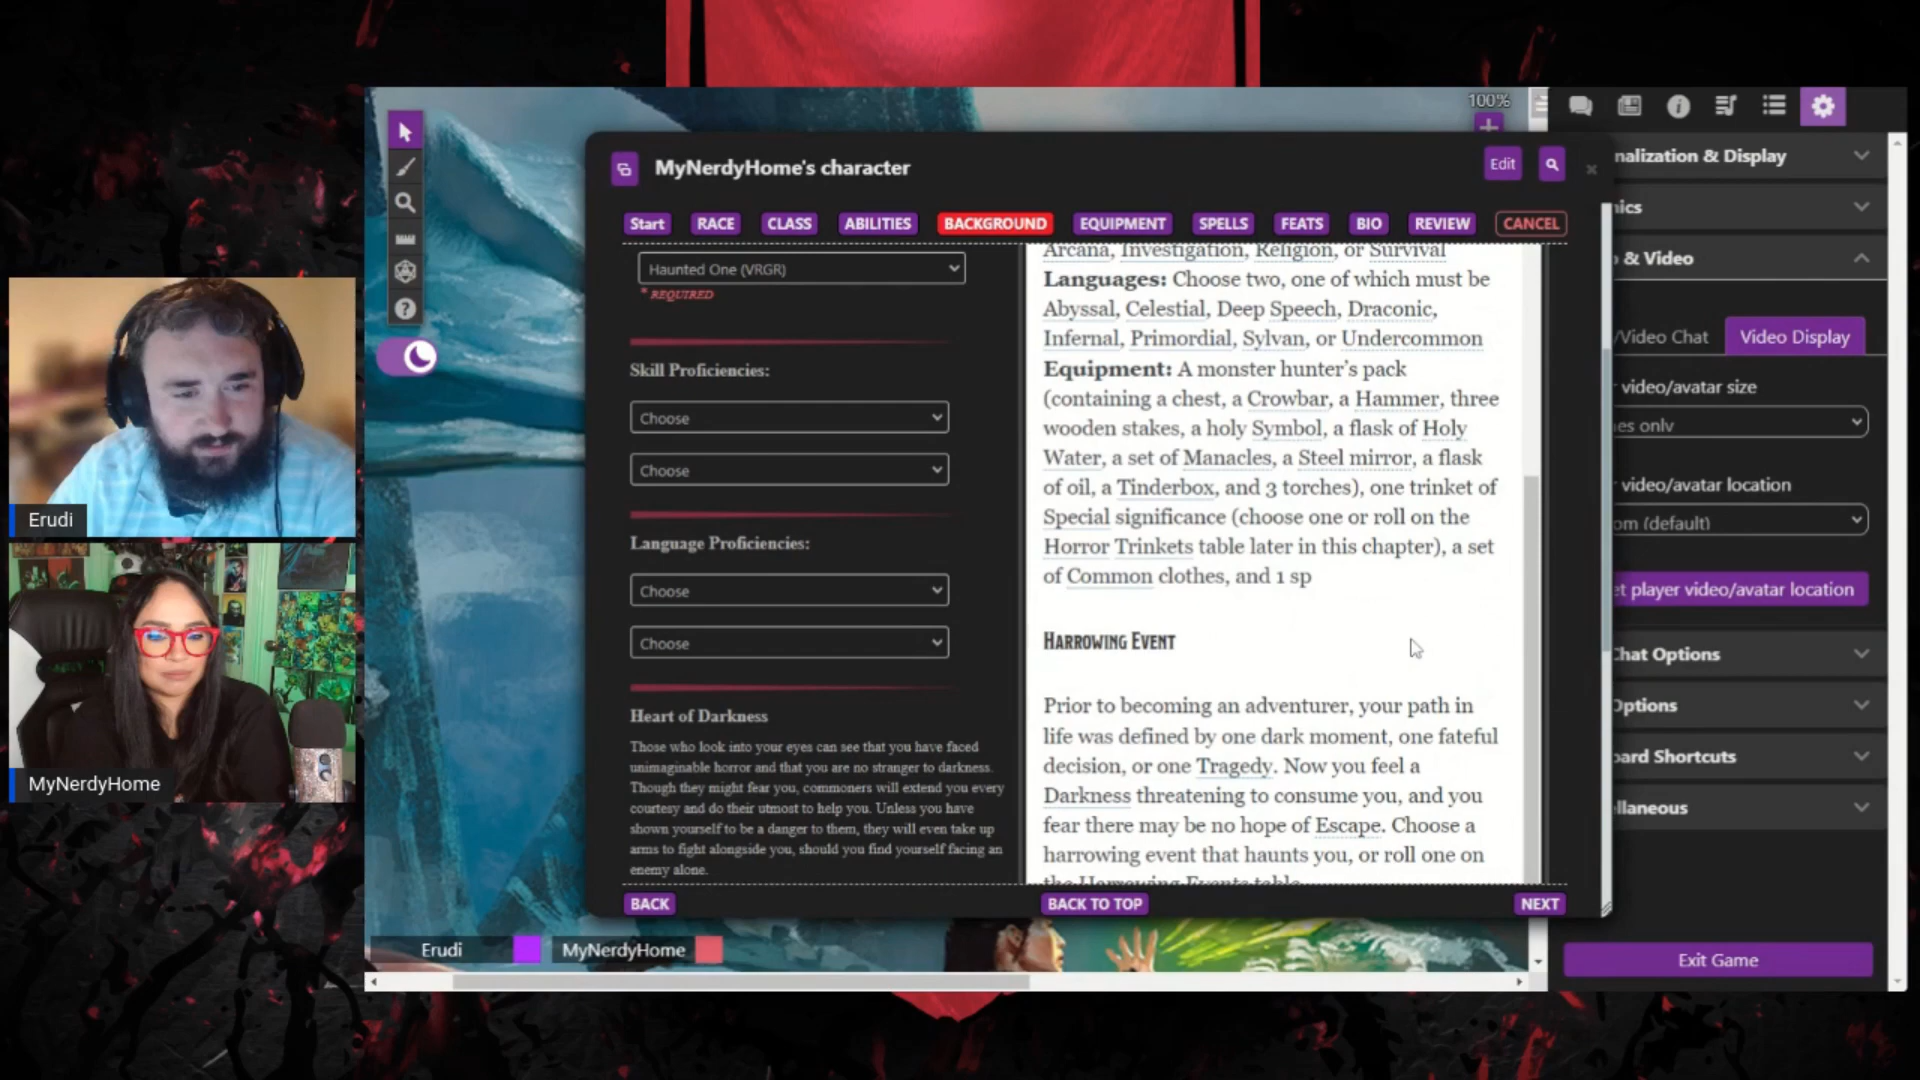 100%
MyNerdyHome's character
Edit
Start
RACE
CLASS
ABILITIES
BACKGROUND
EQUIPMENT
SPELLS
FEATS
BIO
REVIEW
CANCEL
Haunted One (VRGR)
* REQUIRED
Skill Proficiencies:
Choose
Choose
Language Proficiencies:
Choose
Choose
Heart of Darkness
Those who look into your eyes can see that you have faced
unimaginable horror and that you are no stranger to darkness.
Though they might fear you, commoners will extend you every
courtesy and do their utmost to help you. Unless you have
shown yourself to be a danger to them, they will even take up
arms to fight alongside you, should you find yourself facing an
enemy alone.
Arcana, Investigation, Religion, or Survival
Languages: Choose two, one of which must be
Abyssal, Celestial, Deep Speech, Draconic,
Infernal, Primordial, Sylvan, or Undercommon
Equipment: A monster hunter's pack
(containing a chest, a Crowbar, a Hammer, three
wooden stakes, a holy Symbol, a flask of Holy
Water, a set of Manacles, a Steel mirror, a flask
of oil, a Tinderbox, and 3 torches), one trinket of
Special significance (choose one or roll on the
Horror Trinkets table later in this chapter), a set
of Common clothes, and 1 sp
HARROWING EVENT
Prior to becoming an adventurer, your path in
life was defined by one dark moment, one fateful
decision, or one Tragedy. Now you feel a
Darkness threatening to consume you, and you
fear there may be no hope of Escape. Choose a
harrowing event that haunts you, or roll one on
the Harrowing Events table.
BACK
BACK TO TOP
NEXT
nalization & Display
nics
& Video
/Video Chat
Video Display
video/avatar size
es only
video/avatar location
om (default)
et player video/avatar location
Chat Options
Options
oard Shortcuts
ellaneous
Exit Game
Erudi
MyNerdyHome
Erudi
MyNerdyHome